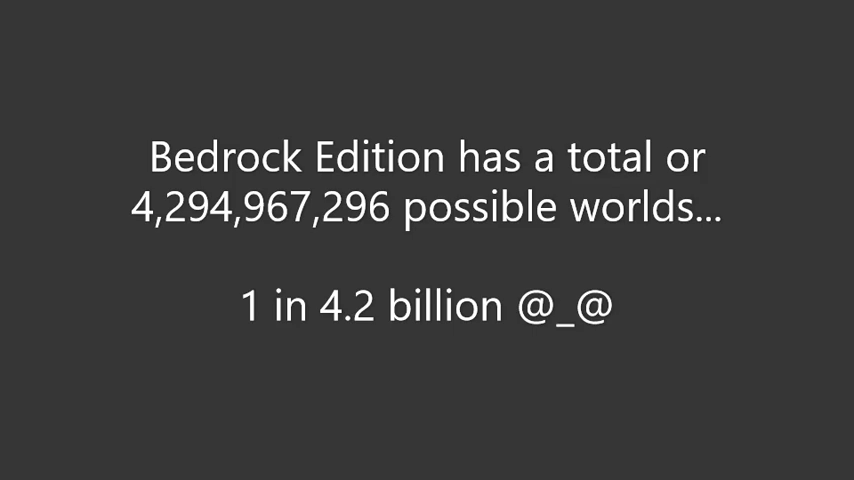 Bedrock Edition has a total or
4,294,967,296 possible worlds...
1 in 4.2 billion @_@